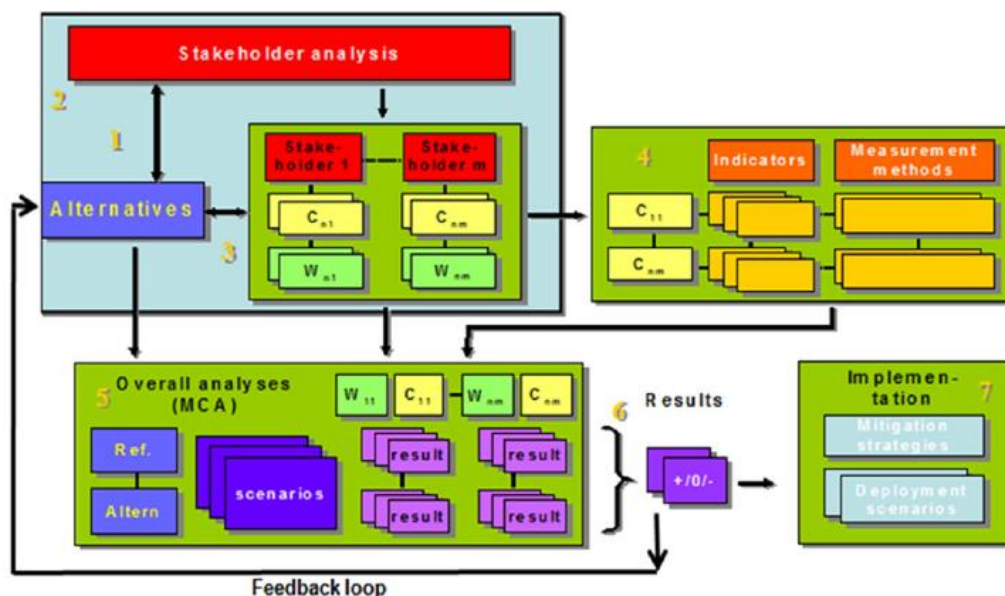 Stakeholder analysis
2
1
Stake-
holder 1
Stake-
holder m
4
Indicators
Measurement
methods
Alternatives
3
C n1
C nm
C 11
W n1
W nm
C nm
5
Overall analyses
(MCA)
W 11
C 11
W nm
C nm
6
Results
Implemen-
tation
7
Mitigation
strategies
Ref.
result
result
scenarios
+/0/-
Deployment
scenarios
Altern
result
result
Feedback loop